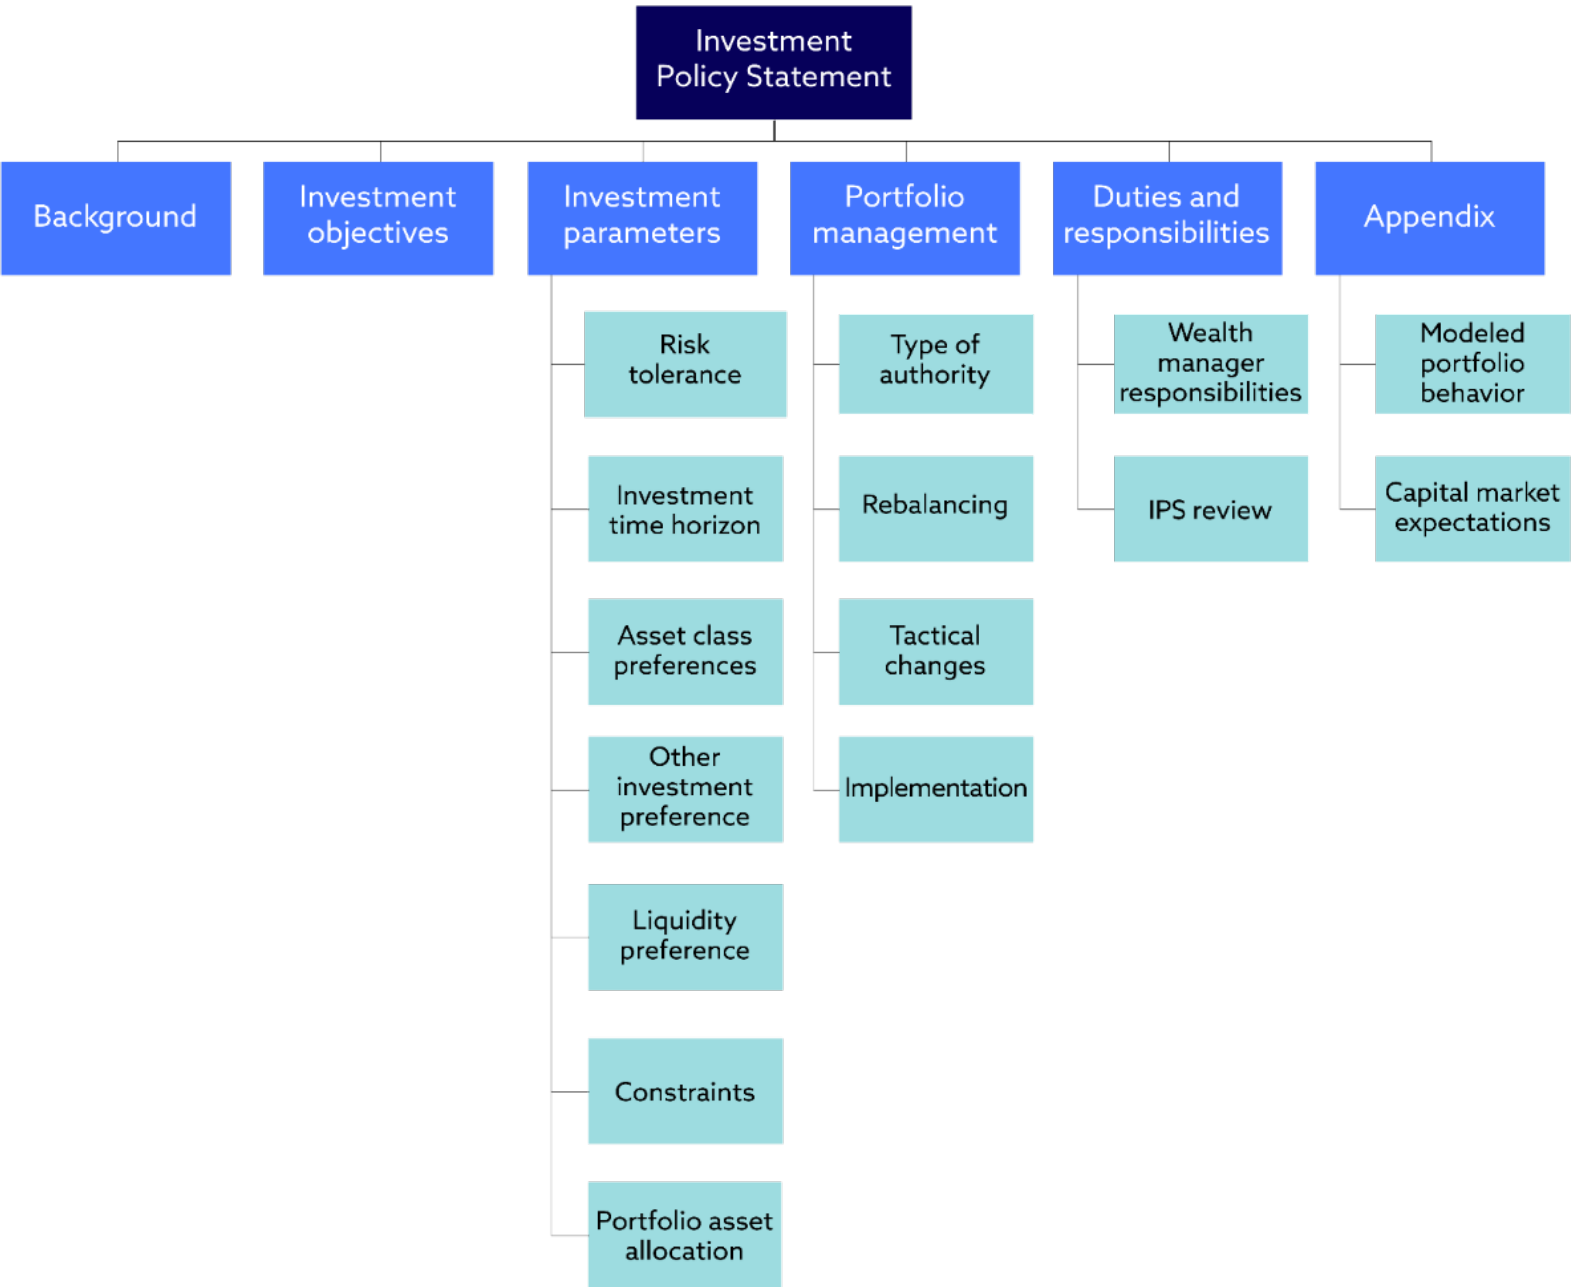 Investment
Policy Statement
Background
Investment
objectives
Investment
parameters
Portfolio
management
Duties and
responsibilities
Appendix
Risk
tolerance
Investment
time horizon
Asset class
preferences
Other
investment
preference
Liquidity
preference
Constraints
Portfolio asset
allocation
Type of
authority
Rebalancing
Tactical
changes
Implementation
Wealth
manager
responsibilities
IPS review
Modeled
portfolio
behavior
Capital market
expectations